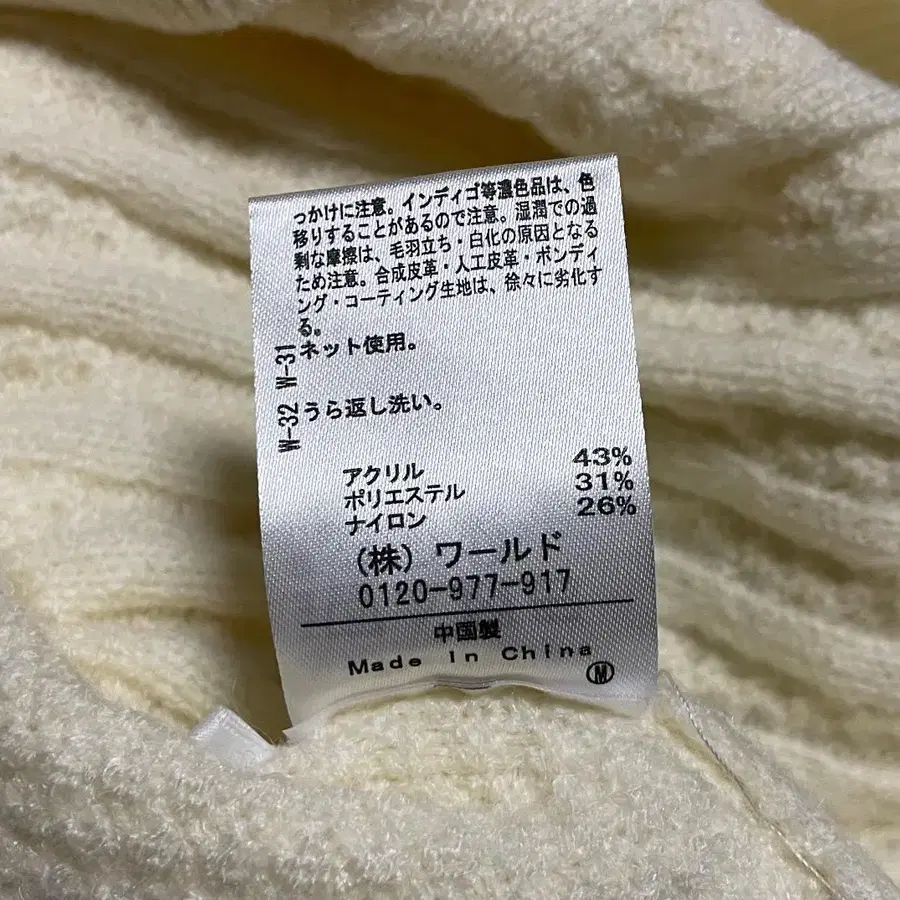 っかけに注意。インディゴ等濃色品は、色
移りすることがあるので注意。湿潤での過
剰な摩擦は、毛羽立ち・白化の原因となる
ため注意。合成皮革・人工皮革・ボンディ
ング・コーティング生地は、徐々に劣化す
る。
W-31 ネット使用。
W-32 うら返し洗い。
アクリル 43%
ポリエステル 31%
ナイロン 26%
(株) ワールド
0120-977-917
中国製
Made in China
M